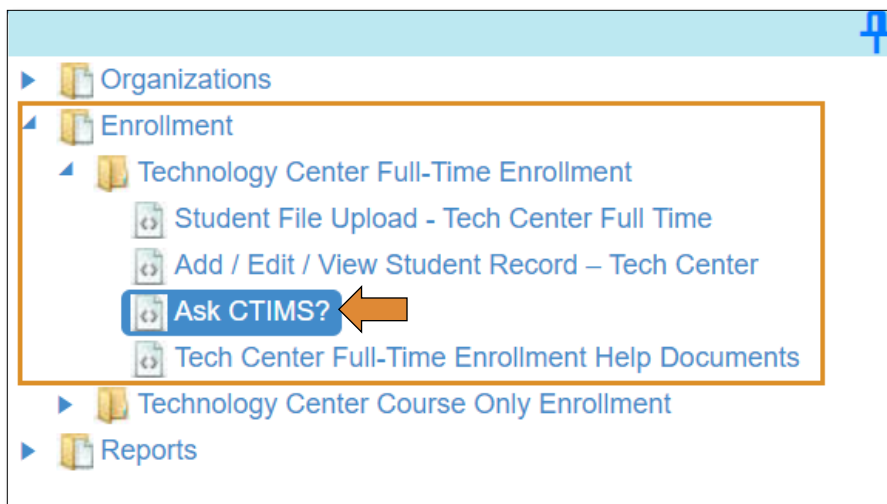 Organizations
Enrollment
Technology Center Full-Time Enrollment
Student File Upload - Tech Center Full Time
Add / Edit / View Student Record – Tech Center
Ask CTIMS?
Tech Center Full-Time Enrollment Help Documents
Technology Center Course Only Enrollment
Reports